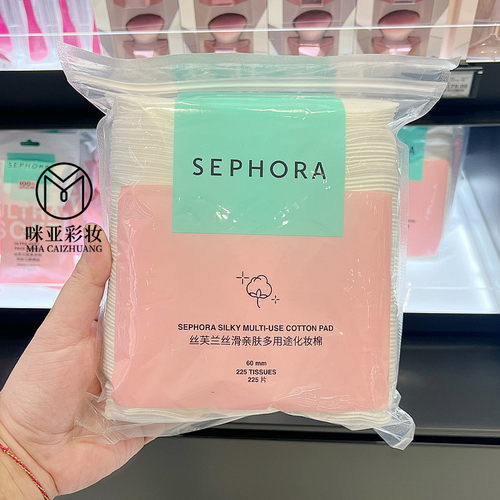 SEPHORA
SEPHORA
咪亚彩妆
MIA CAIZHUANG
SEPHORA SILKY MULTI-USE COTTON PAD
丝芙兰丝滑亲肤多用途化妆棉
60 mm
225 TISSUES
225 片